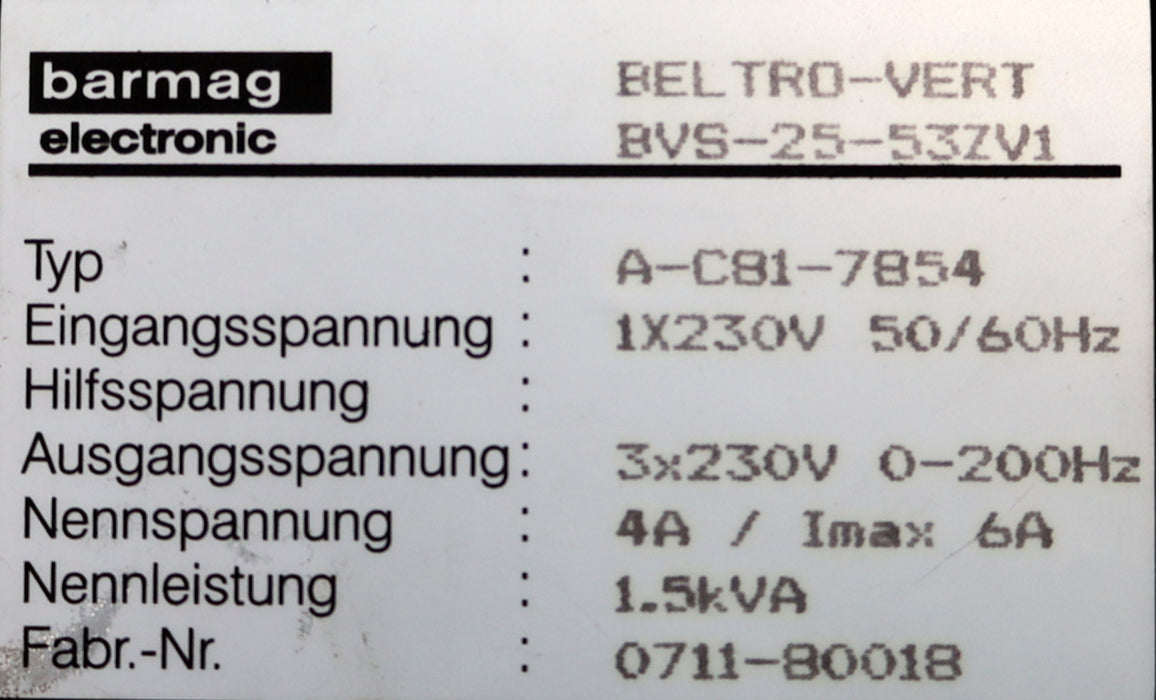 barmag
electronic
BELTRO-VERT
BVS-25-53ZV1
Typ : A-C81-7854
Eingangsspannung : 1X230V 50/60Hz
Hilfsspannung :
Ausgangsspannung : 3x230V 0-200Hz
Nennspannung : 4A / Imax 6A
Nennleistung : 1.5kVA
Fabr.-Nr. : 0711-80018